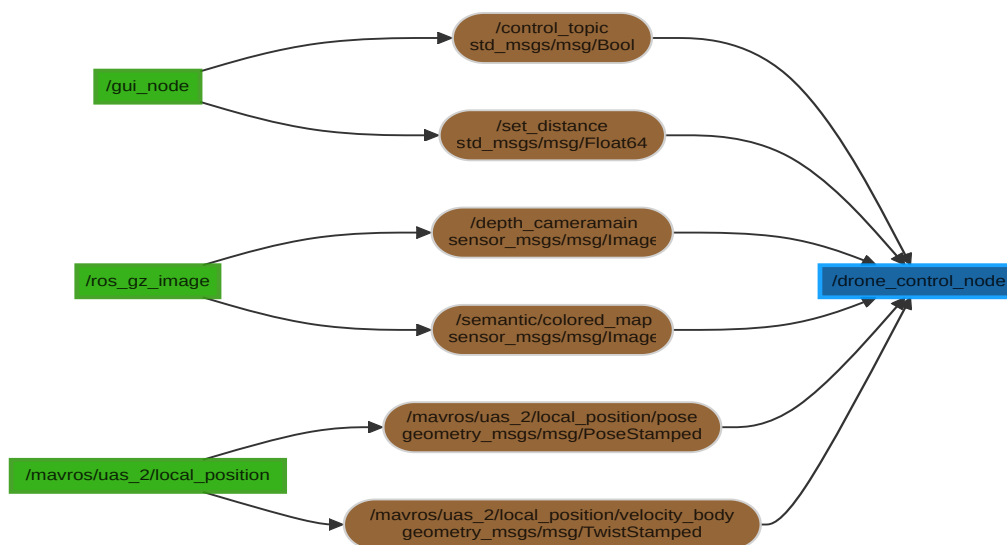 /control_topic
std_msgs/msg/Bool
/gui_node
/set_distance
std_msgs/msg/Float64
/depth_cameramain
sensor_msgs/msg/Image
/ros_gz_image
/drone_control_node
/semantic/colored_map
sensor_msgs/msg/Image
/mavros/uas_2/local_position/pose
geometry_msgs/msg/PoseStamped
/mavros/uas_2/local_position
/mavros/uas_2/local_position/velocity_body
geometry_msgs/msg/TwistStamped